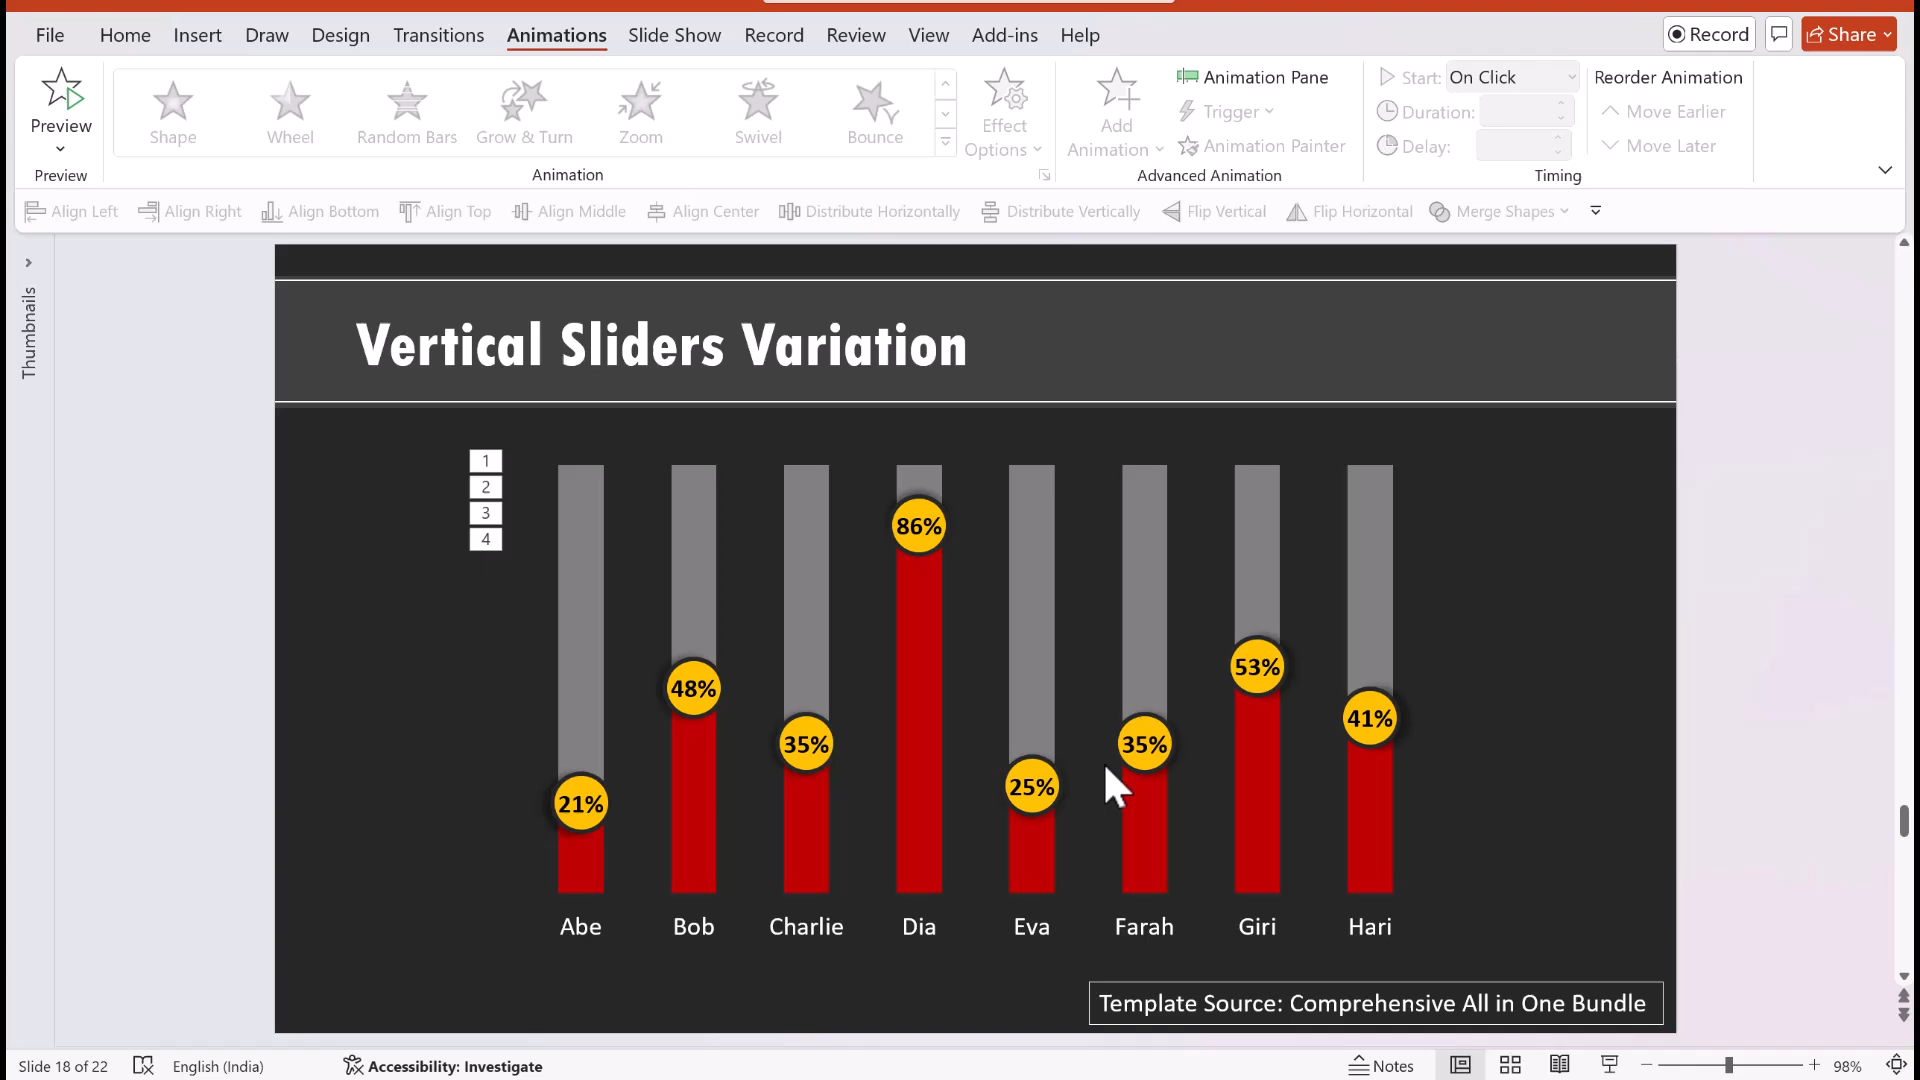 File Home Insert Draw Design Transitions Animations Slide Show Record Review View Add-ins Help Record Share
Preview
Shape Wheel Random Bars Grow & Turn Zoom Swivel Bounce
Effect Options
Add Animation
Animation Pane
Trigger
Animation Painter
Start: On Click
Duration:
Delay:
Reorder Animation
Move Earlier
Move Later
Preview Animation Advanced Animation Timing
Align Left Align Right Align Bottom Align Top Align Middle Align Center Distribute Horizontally Distribute Vertically Flip Vertical Flip Horizontal Merge Shapes
Thumbnails
Vertical Sliders Variation
1
2
3
4
21% 48% 35% 86% 25% 35% 53% 41%
Abe Bob Charlie Dia Eva Farah Giri Hari
Template Source: Comprehensive All in One Bundle
Slide 18 of 22 English (India) Accessibility: Investigate Notes 98%